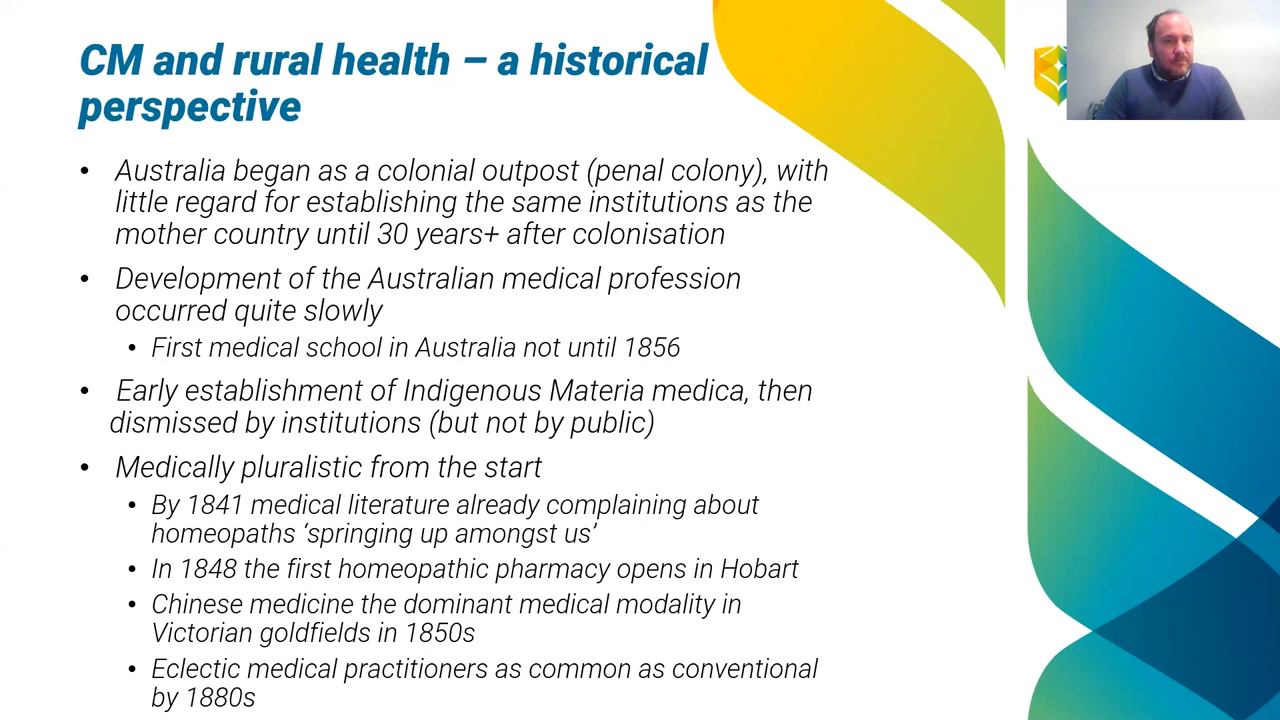 CM and rural health – a historical
perspective
• Australia began as a colonial outpost (penal colony), with
little regard for establishing the same institutions as the
mother country until 30 years+ after colonisation
• Development of the Australian medical profession
occurred quite slowly
• First medical school in Australia not until 1856
• Early establishment of Indigenous Materia medica, then
dismissed by institutions (but not by public)
• Medically pluralistic from the start
• By 1841 medical literature already complaining about
homeopaths ‘springing up amongst us’
• In 1848 the first homeopathic pharmacy opens in Hobart
• Chinese medicine the dominant medical modality in
Victorian goldfields in 1850s
• Eclectic medical practitioners as common as conventional
by 1880s